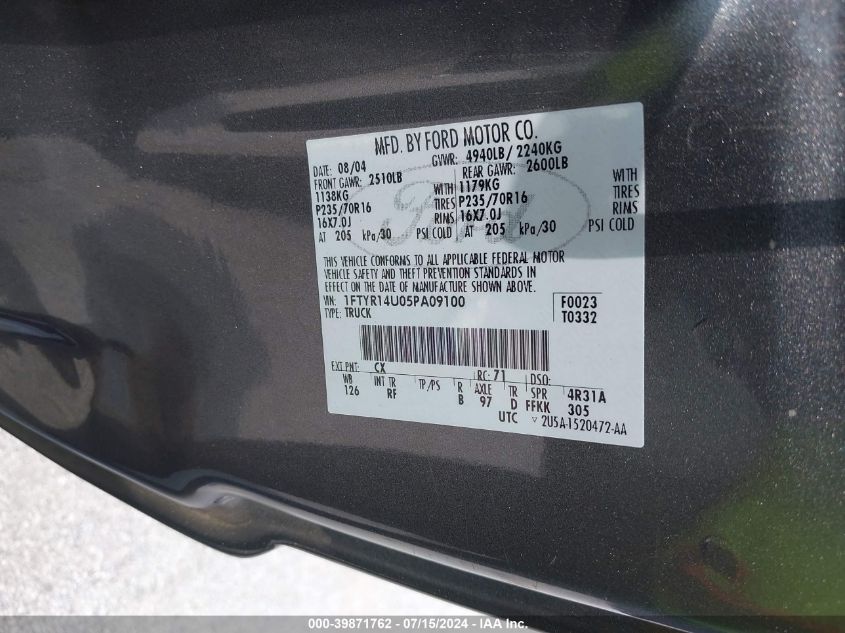 MFD. BY FORD MOTOR CO.
DATE: 08/04 GVWR: 4940LB/ 2240KG
FRONT GAWR: 2510LB REAR GAWR: 2600LB
1138KG WITH 1179KG WITH
P235/70R16 TIRES P235/70R16 TIRES
16X7.0J RIMS 16X7.0J RIMS
AT 205 kPa/30 PSI COLD AT 205 kPa/30 PSI COLD
Ford
THIS VEHICLE CONFORMS TO ALL APPLICABLE FEDERAL MOTOR
VEHICLE SAFETY AND THEFT PREVENTION STANDARDS IN
EFFECT ON THE DATE OF MANUFACTURE SHOWN ABOVE.
VIN: 1FTYR14U05PA09100 F0023
TYPE: TRUCK T0332
EXT PNT: CX RC: 71 DSO:
WB INT TR TP/PS R AXLE TR SPR 4R31A
126 RF B 97 D FFKK 305
UTC 2U5A-1520472-AA
000-39871762 - 07/15/2024 - IAA Inc.